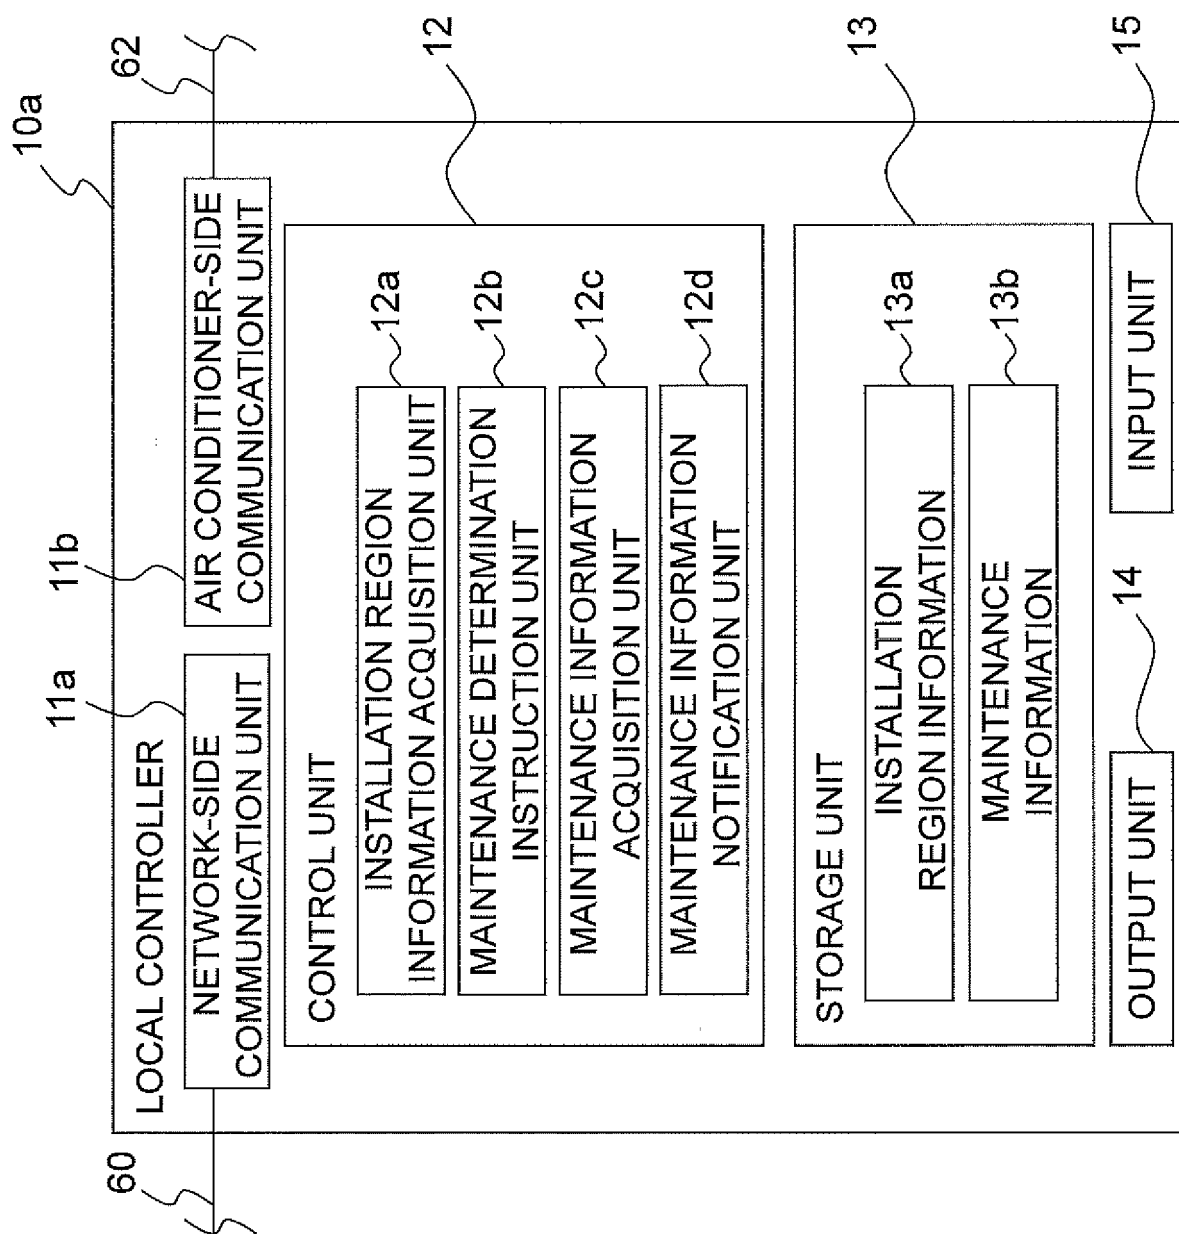 10a
LOCAL CONTROLLER
11a
11b
60
NETWORK-SIDE
COMMUNICATION UNIT
AIR CONDITIONER-SIDE
COMMUNICATION UNIT
62
CONTROL UNIT
12
INSTALLATION REGION
INFORMATION ACQUISITION UNIT
12a
MAINTENANCE DETERMINATION
INSTRUCTION UNIT
12b
MAINTENANCE INFORMATION
ACQUISITION UNIT
12c
MAINTENANCE INFORMATION
NOTIFICATION UNIT
12d
STORAGE UNIT
13
INSTALLATION
REGION INFORMATION
13a
MAINTENANCE
INFORMATION
13b
OUTPUT UNIT
14
INPUT UNIT
15